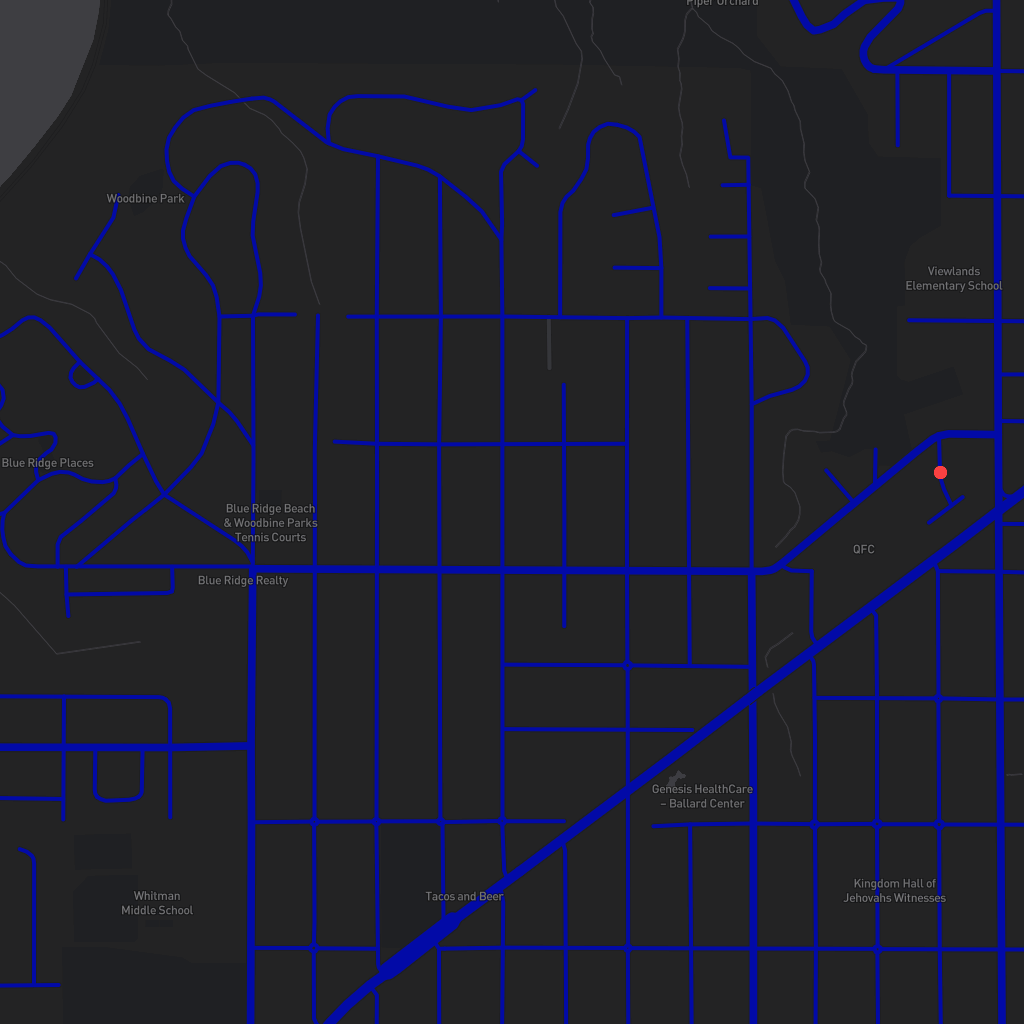 Piper Orchard
Woodbine Park
Viewlands
Elementary School
Blue Ridge Places
Blue Ridge Beach
& Woodbine Parks
Tennis Courts
QFC
Blue Ridge Realty
Genesis HealthCare
– Ballard Center
Whitman
Middle School
Tacos and Beer
Kingdom Hall of
Jehovahs Witnesses